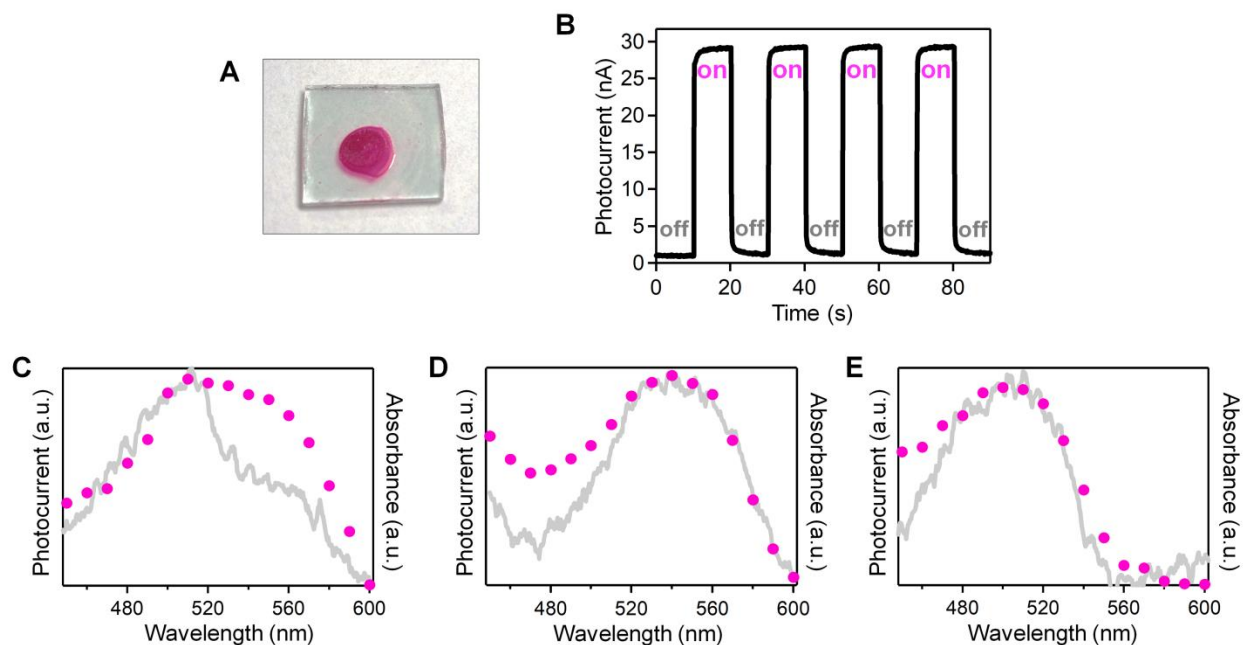 A
B
Photocurrent (nA)
30
25
20
15
10
5
0
on on on on
off off off off off
0 20 40 60 80
Time (s)
C
Photocurrent (a.u.)
Absorbance (a.u.)
480 520 560 600
Wavelength (nm)
D
Photocurrent (a.u.)
Absorbance (a.u.)
480 520 560 600
Wavelength (nm)
E
Photocurrent (a.u.)
Absorbance (a.u.)
480 520 560 600
Wavelength (nm)